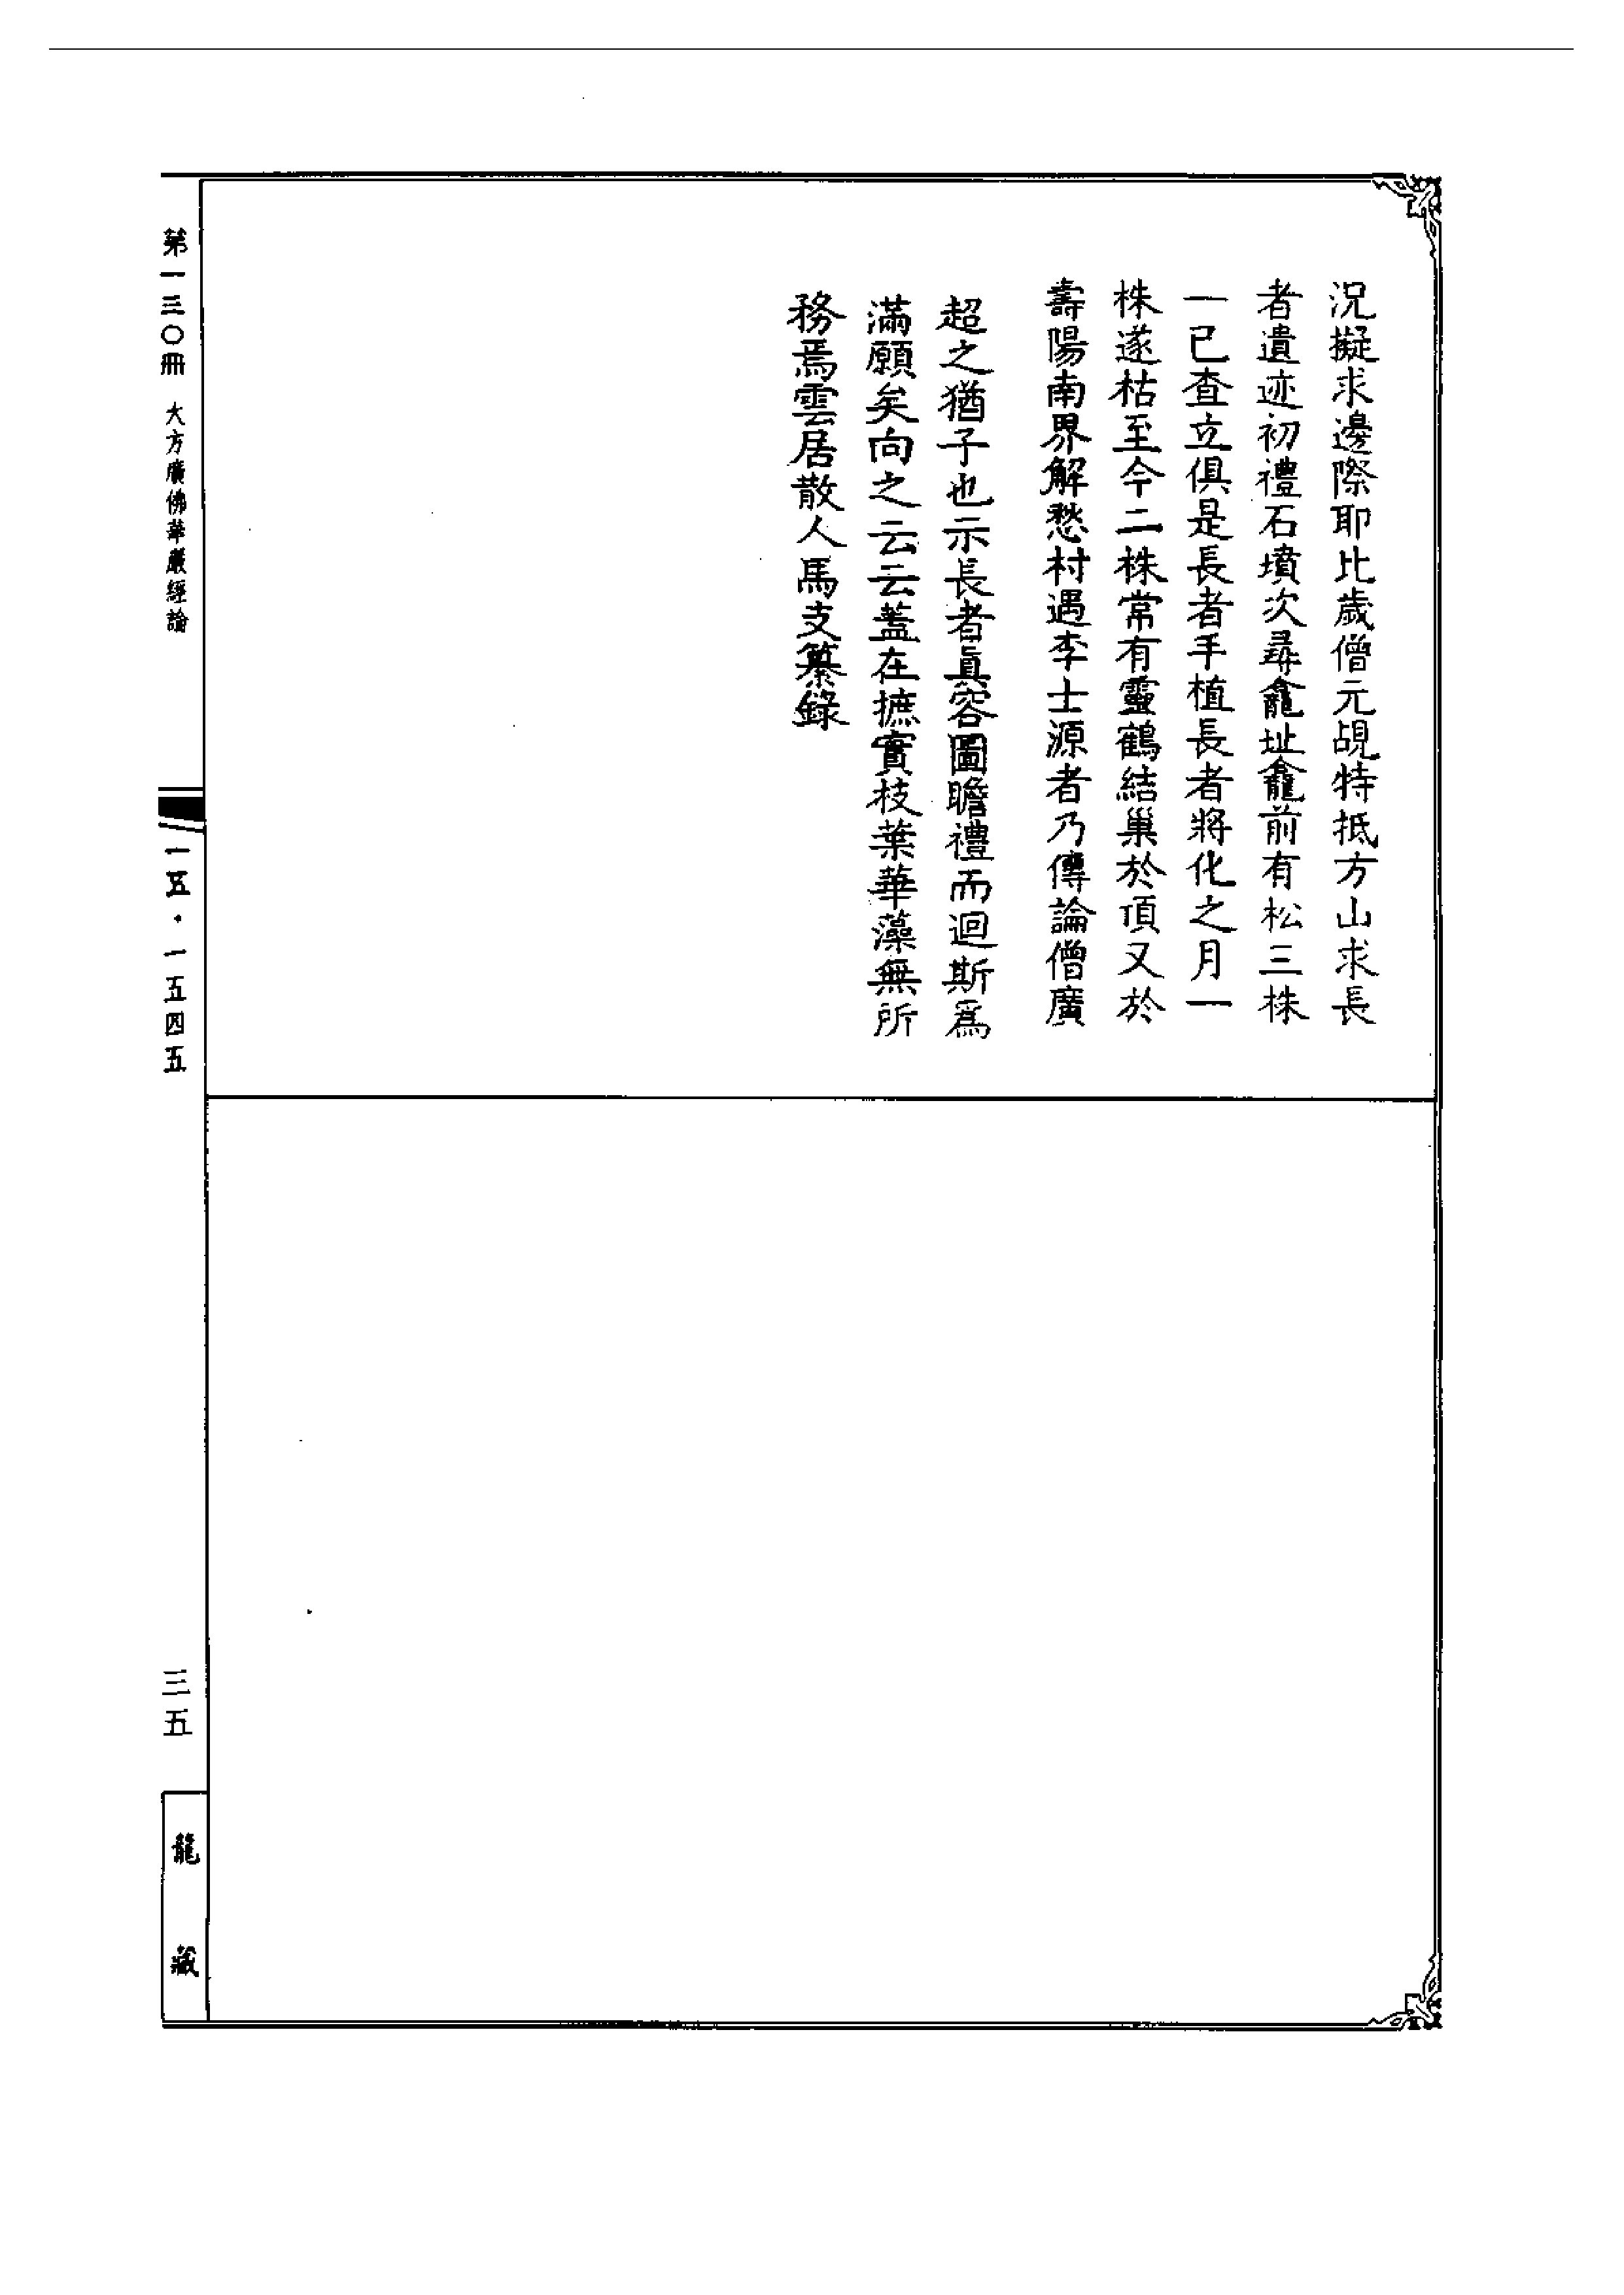 況擬求邊際耶比歲僧元覘特抵方山求長
者遺迹初禮石墳次尋龕址龕前有松三株
一已査立俱是長者手植長者將化之月一
株遂枯至今二株常有靈鶴結巢於頂又於
壽陽南界解愁村遇李士源者乃傳論僧廣
超之猶子也示長者眞容圖瞻禮而迴斯爲
滿願矣向之云云蓋在摭實枝葉華藻無所
務焉雲居散人馬支纂錄
第一三〇冊 大方廣佛華嚴經論
一五·一五四五
三五
龍藏